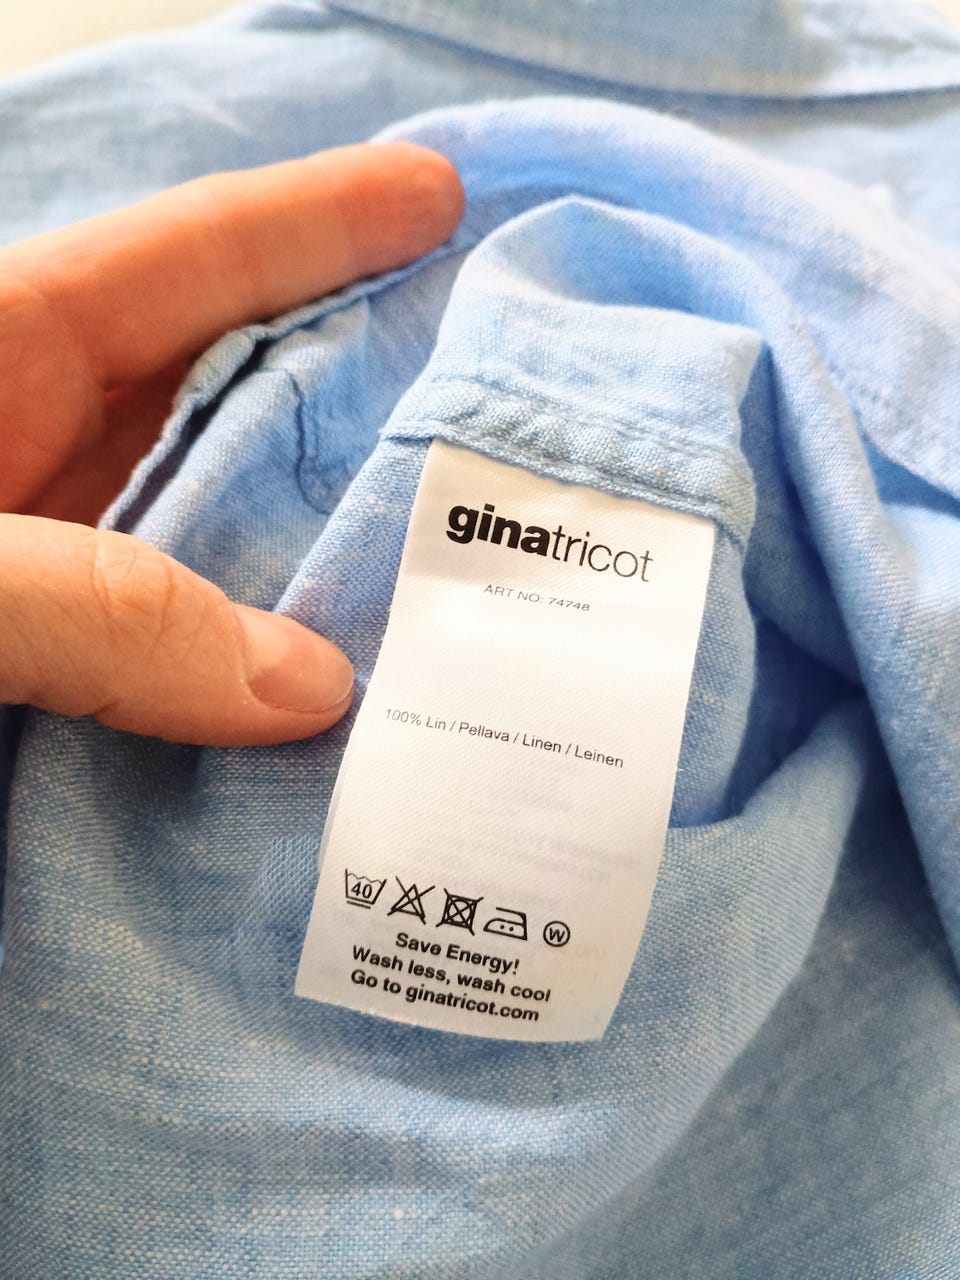 ginatricot
ART NO: 74748
100% Lin / Pellava / Linen / Leinen
40
W
Save Energy!
Wash less, wash cool
Go to ginatricot.com